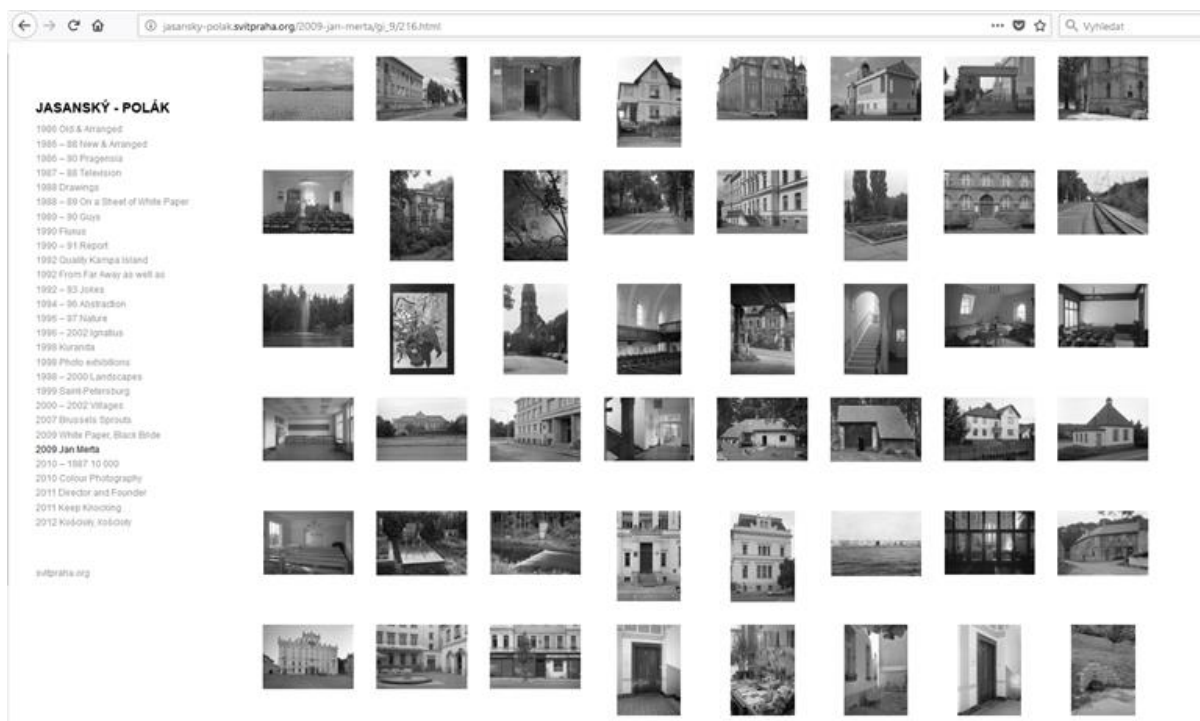 jasansky-polak.svitpraha.org/2009-jan-merta/gi_9/216.html
Vyhledat
JASANSKÝ - POLÁK
1986 Old & Arranged
1985 – 88 New & Arranged
1986 – 90 Pragensia
1987 – 88 Television
1988 Drawings
1988 – 89 On a Sheet of White Paper
1989 – 90 Guys
1990 Fluxus
1990 – 91 Report
1992 Quality Kampa Island
1992 From Far Away as well as
1992 – 93 Jokes
1994 – 96 Abstraction
1996 – 97 Nature
1996 – 2002 Ignatius
1998 Kuranda
1998 Photo exhibitions
1998 – 2000 Landscapes
1999 Saint-Petersburg
2000 – 2002 Villages
2007 Brussels Sprouts
2009 White Paper, Black Bride
2009 Jan Merta
2010 – 1987 10 000
2010 Colour Photography
2011 Director and Founder
2011 Keep Knocking
2012 Kościoły, kościoły
svitpraha.org